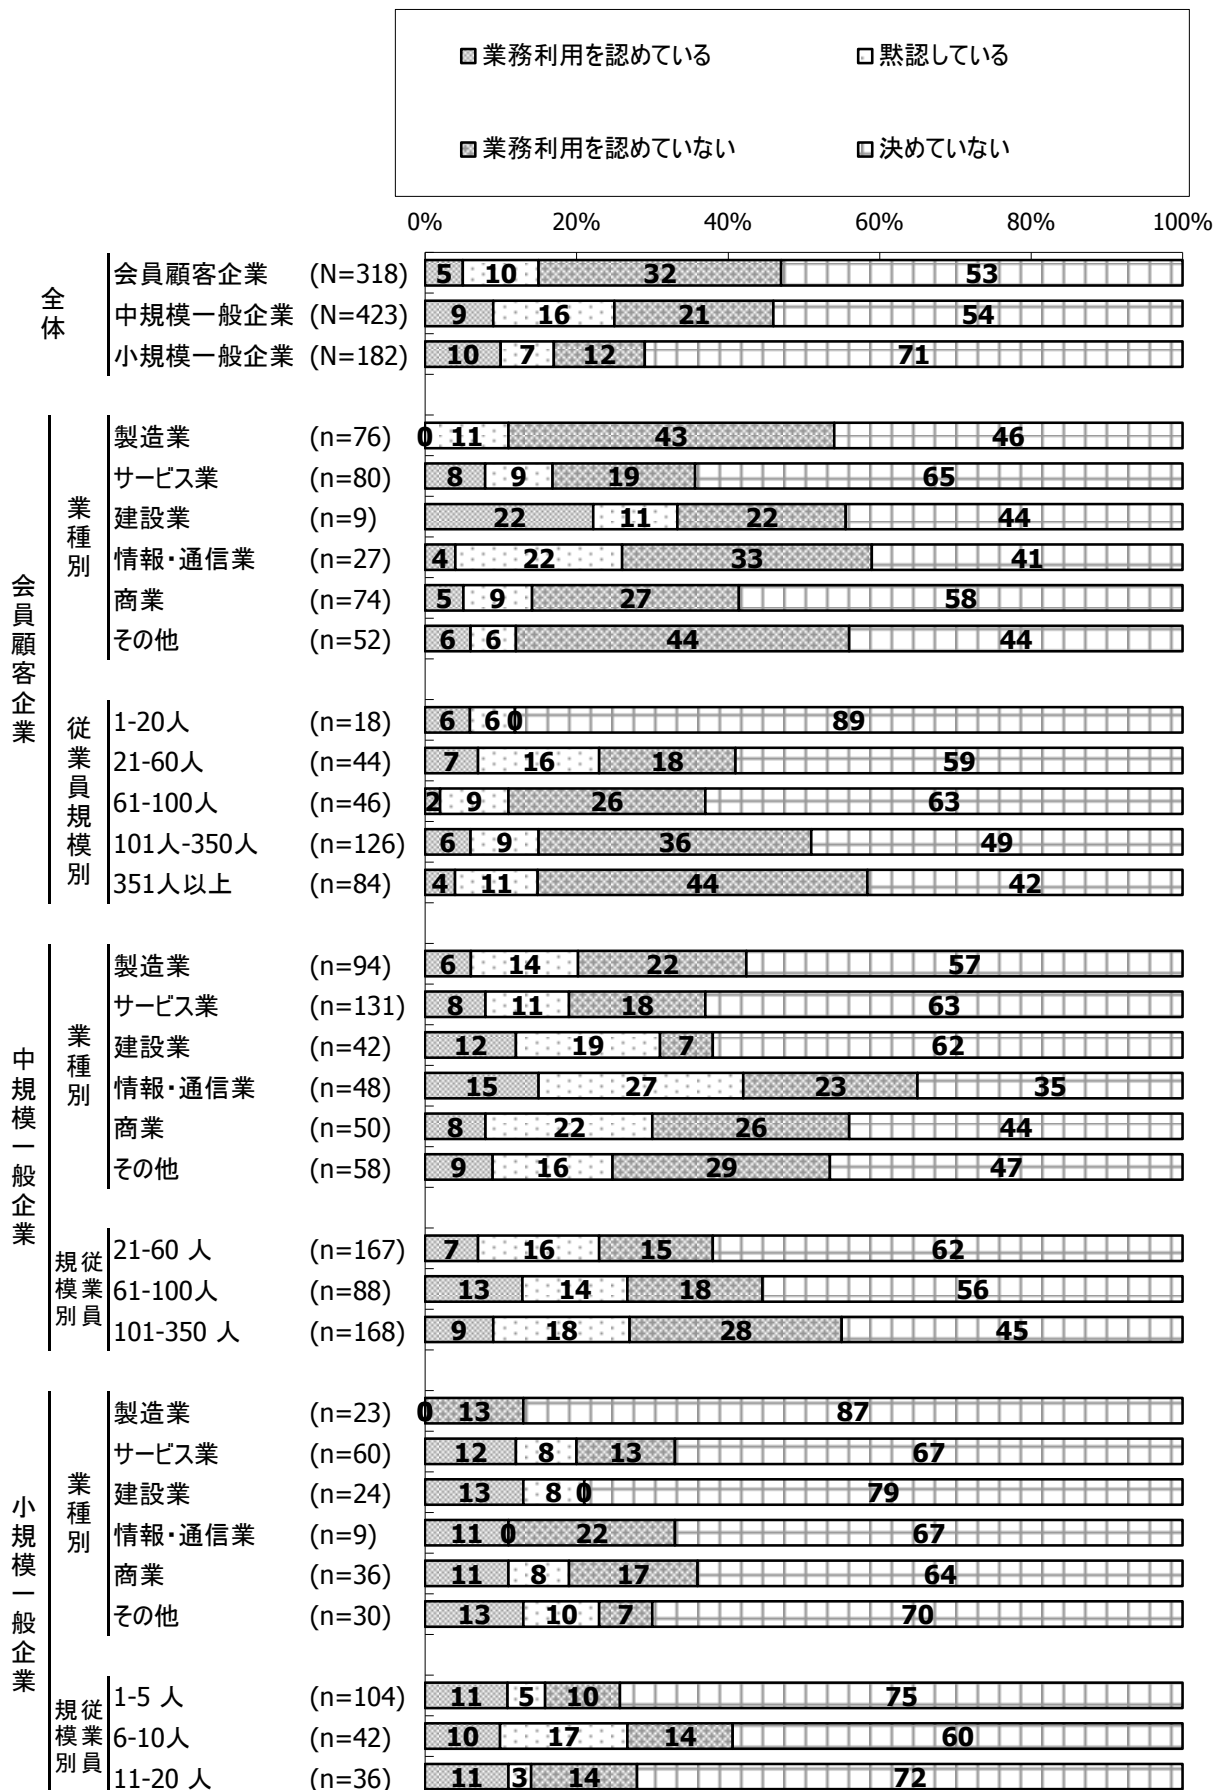 業務利用を認めている 黙認している
業務利用を認めていない 決めていない
0% 20% 40% 60% 80% 100%
全体
会員顧客企業 (N=318) 5 10 32 53
中規模一般企業 (N=423) 9 16 21 54
小規模一般企業 (N=182) 10 7 12 71
会員顧客企業
業種別
製造業 (n=76) 0 11 43 46
サービス業 (n=80) 8 9 19 65
建設業 (n=9) 22 11 22 44
情報・通信業 (n=27) 4 22 33 41
商業 (n=74) 5 9 27 58
その他 (n=52) 6 6 44 44
従業員規模別
1-20人 (n=18) 6 6 0 89
21-60人 (n=44) 7 16 18 59
61-100人 (n=46) 2 9 26 63
101人-350人 (n=126) 6 9 36 49
351人以上 (n=84) 4 11 44 42
中規模一般企業
業種別
製造業 (n=94) 6 14 22 57
サービス業 (n=131) 8 11 18 63
建設業 (n=42) 12 19 7 62
情報・通信業 (n=48) 15 27 23 35
商業 (n=50) 8 22 26 44
その他 (n=58) 9 16 29 47
従業員規模別
21-60 人 (n=167) 7 16 15 62
61-100人 (n=88) 13 14 18 56
101-350 人 (n=168) 9 18 28 45
小規模一般企業
業種別
製造業 (n=23) 0 13 87
サービス業 (n=60) 12 8 13 67
建設業 (n=24) 13 8 0 79
情報・通信業 (n=9) 11 0 22 67
商業 (n=36) 11 8 17 64
その他 (n=30) 13 10 7 70
従業員規模別
1-5 人 (n=104) 11 5 10 75
6-10人 (n=42) 10 17 14 60
11-20 人 (n=36) 11 3 14 72